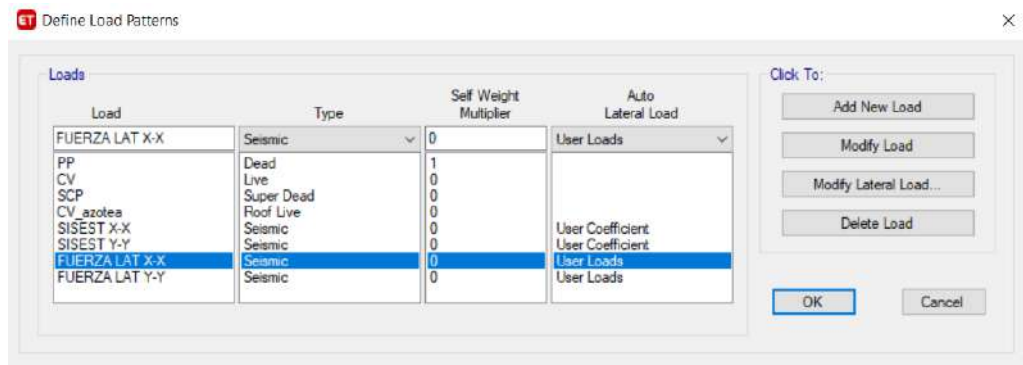 ET Define Load Patterns
Loads
Click To:
Load Type Self Weight Multiplier Auto Lateral Load
FUERZA LAT X-X Seismic 0 User Loads
PP Dead 1
CV Live 0
SCP Super Dead 0
CV_azotea Roof Live 0
SISEST X-X Seismic 0 User Coefficient
SISEST Y-Y Seismic 0 User Coefficient
FUERZA LAT X-X Seismic 0 User Loads
FUERZA LAT Y-Y Seismic 0 User Loads
Add New Load
Modify Load
Modify Lateral Load...
Delete Load
OK Cancel